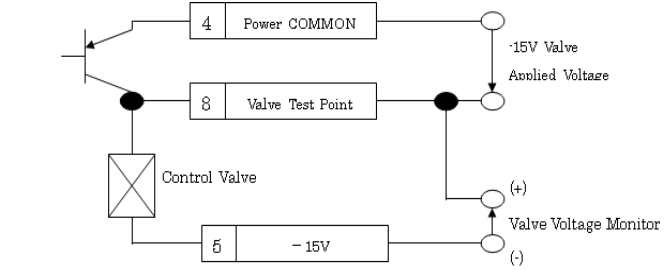 4 Power COMMON
-15V Valve
Applied Voltage
8 Valve Test Point
Control Valve
(+)
Valve Voltage Monitor
5 -15V
(-)